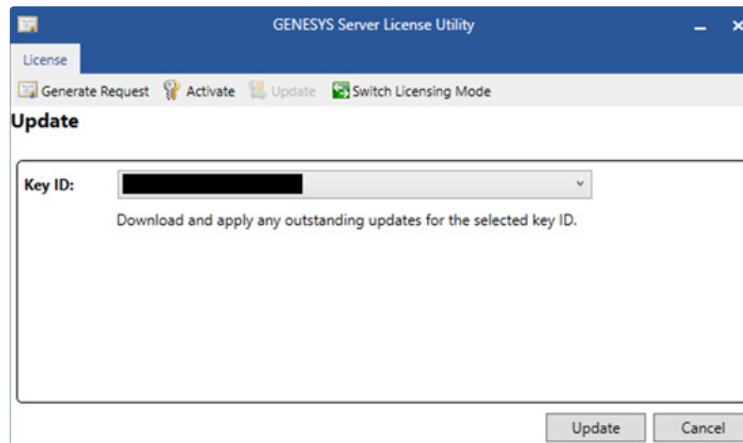 GENESYS Server License Utility
License
Generate Request Activate Update Switch Licensing Mode
Update
Key ID:
Download and apply any outstanding updates for the selected key ID.
Update Cancel